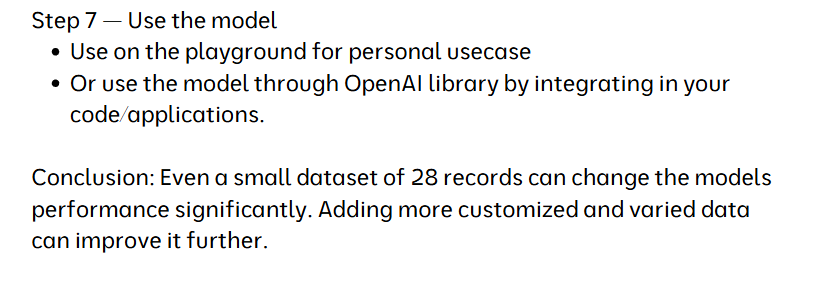 Step 7 — Use the model
• Use on the playground for personal usecase
• Or use the model through OpenAI library by integrating in your
code/applications.
Conclusion: Even a small dataset of 28 records can change the models
performance significantly. Adding more customized and varied data
can improve it further.